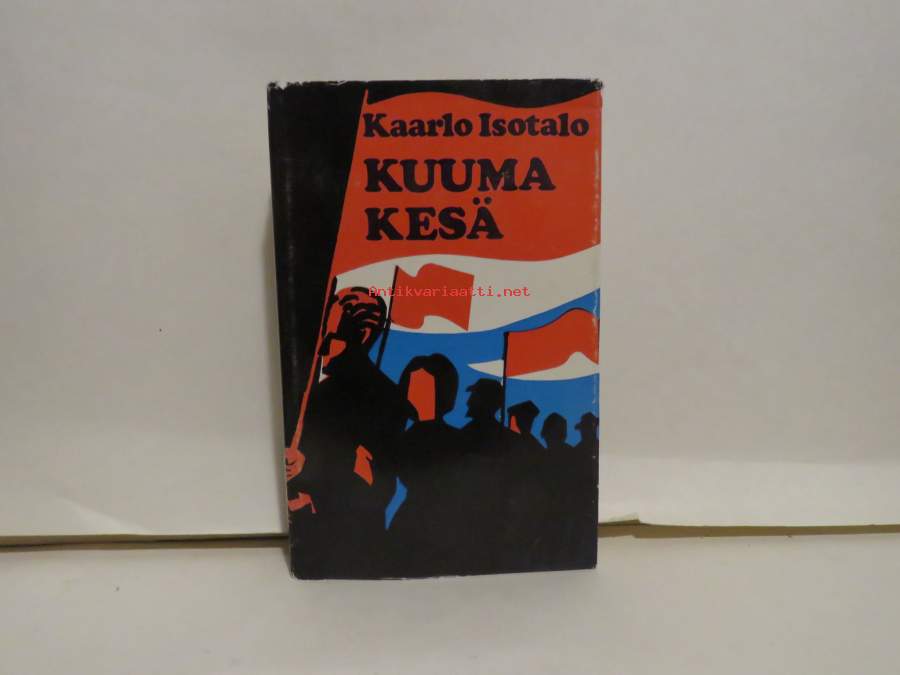 Kaarlo Isotalo
KUUMA
KESÄ
Antikvariaatti.net